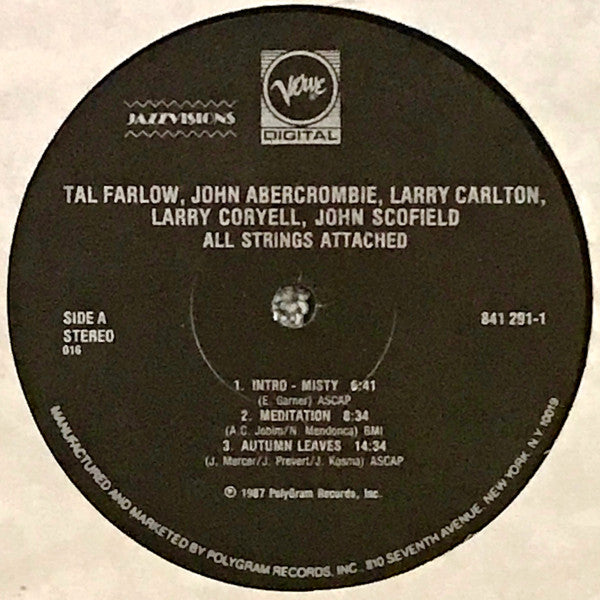 Verve
DIGITAL
JAZZVISIONS
TAL FARLOW, JOHN ABERCROMBIE, LARRY CARLTON,
LARRY CORYELL, JOHN SCOFIELD
ALL STRINGS ATTACHED
SIDE A
STEREO
016
841 291-1
1. INTRO - MISTY 6:41
(E. Garner) ASCAP
2. MEDITATION 8:34
(A.C. Jobim/N. Mendonca) BMI
3. AUTUMN LEAVES 14:34
(J. Mercer/J. Prevert/J. Kosma) ASCAP
℗ 1987 PolyGram Records, Inc.
MANUFACTURED AND MARKETED BY POLYGRAM RECORDS, INC. 810 SEVENTH AVENUE, NEW YORK, N.Y. 10019